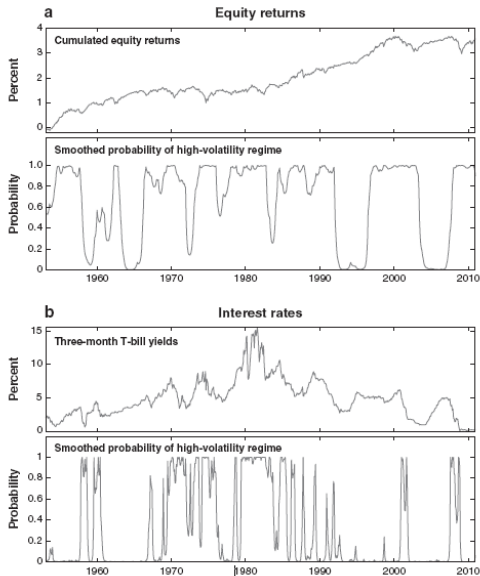 a
Equity returns
Cumulated equity returns
Percent
4
3
2
1
0
Smoothed probability of high-volatility regime
Probability
1.0
0.8
0.6
0.4
0.2
0
1960 1970 1980 1990 2000 2010
b
Interest rates
Three-month T-bill yields
Percent
15
10
5
0
Smoothed probability of high-volatility regime
Probability
1
0.8
0.6
0.4
0.2
0
1960 1970 1980 1990 2000 2010